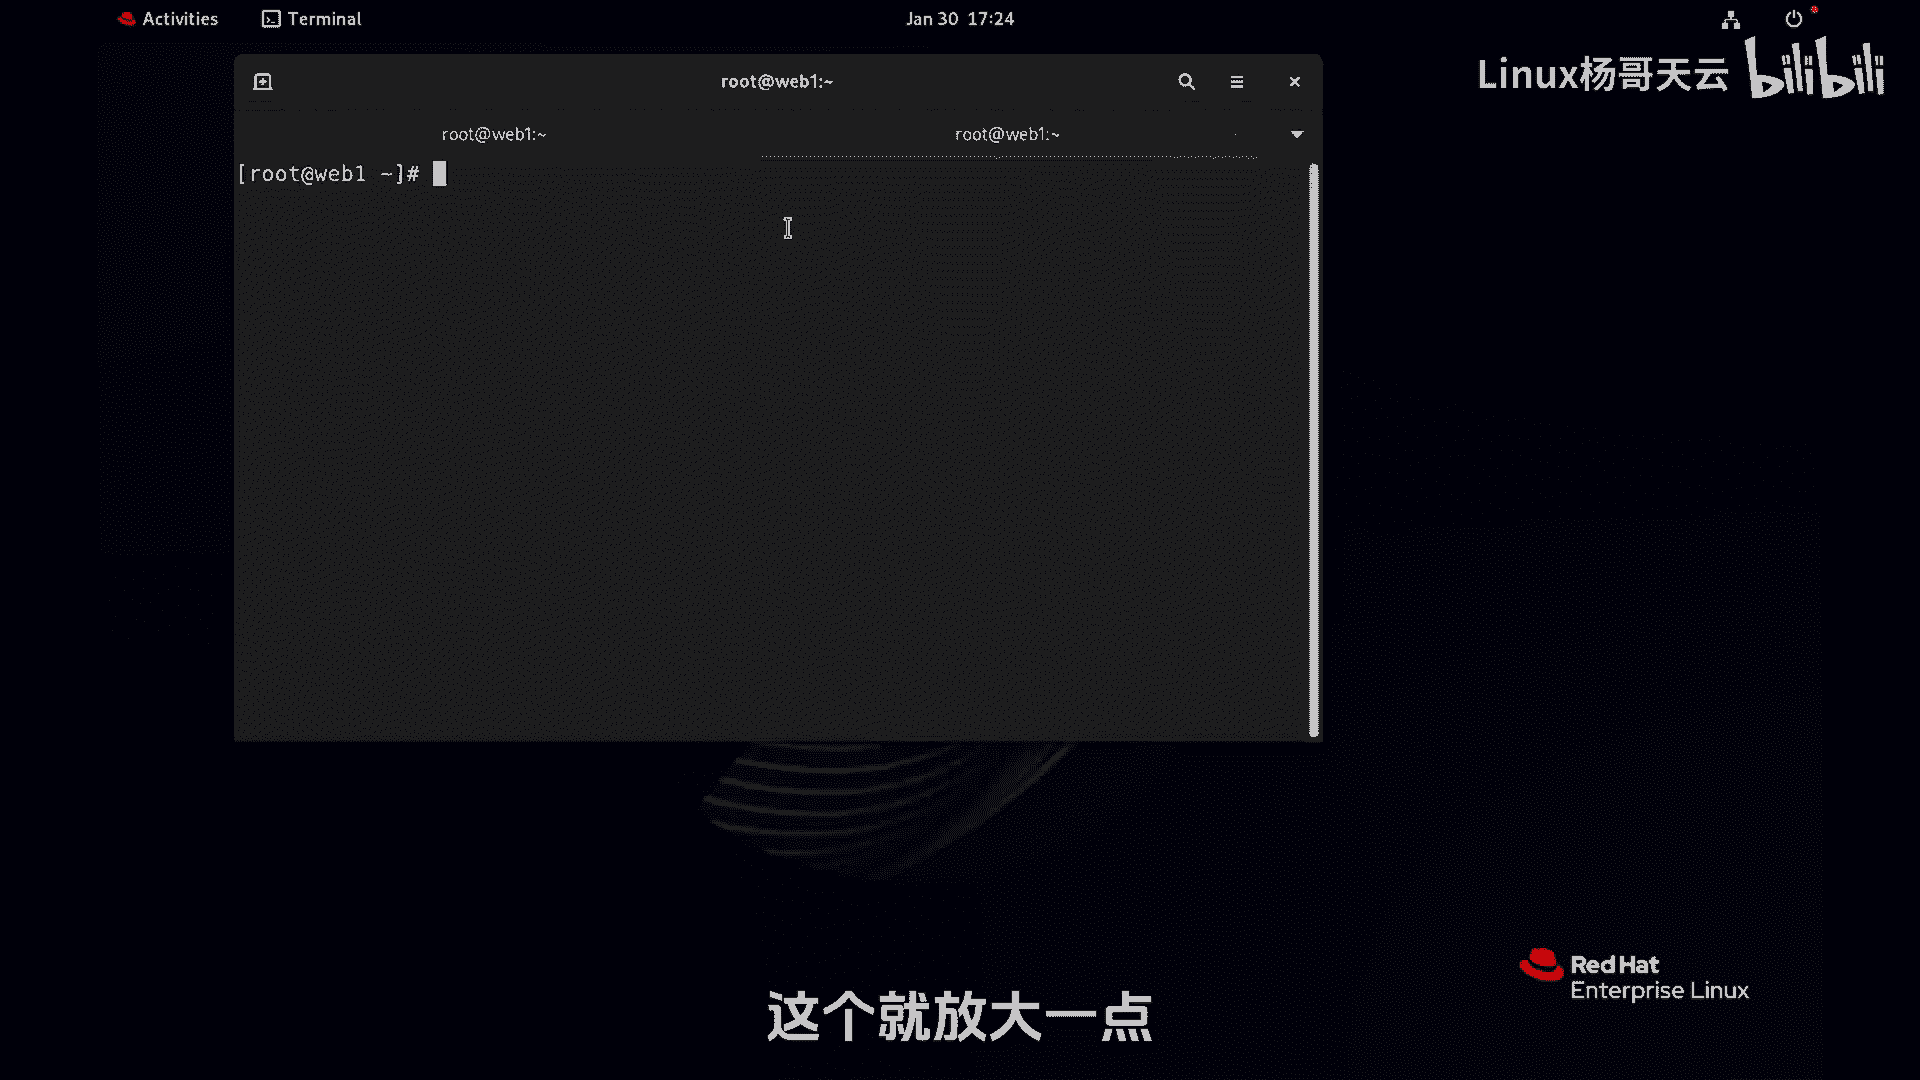 Activities Terminal Jan 30 17:24
Linux杨哥天云 bilibili
root@web1:~
root@web1:~ root@web1:~
[root@web1 ~]#
Red Hat
Enterprise Linux
这个就放大一点